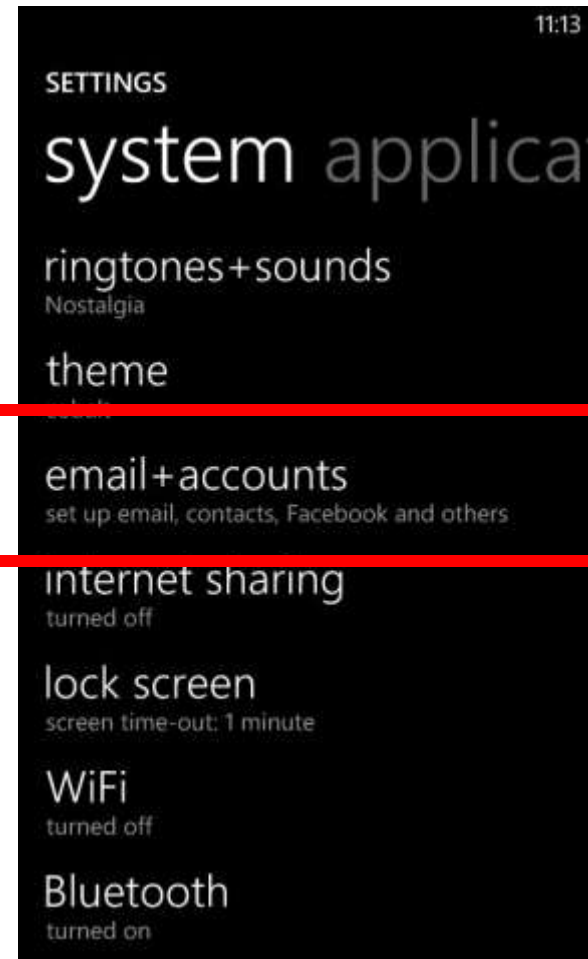 11:13
SETTINGS
system applica
ringtones+sounds
Nostalgia
theme
email+accounts
set up email, contacts, Facebook and others
internet sharing
turned off
lock screen
screen time-out: 1 minute
WiFi
turned off
Bluetooth
turned on